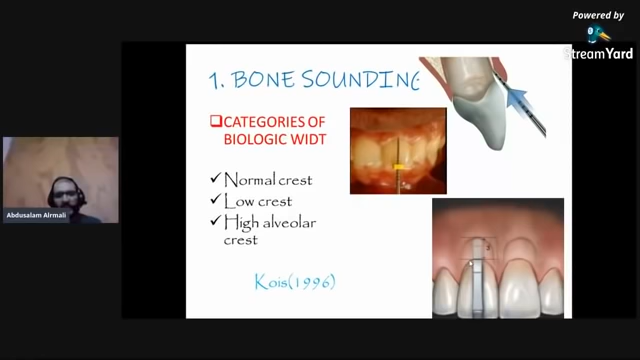 Powered by
StreamYard
1. BONE SOUNDING
❑CATEGORIES OF
BIOLOGIC WIDT
✓Normal crest
✓Low crest
✓High alveolar
crest
Kois(1996)
Abdusalam Alrmali